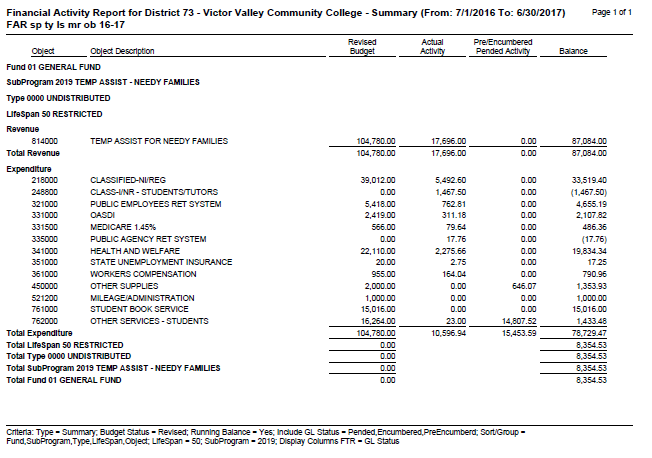 Financial Activity Report for District 73 - Victor Valley Community College - Summary (From: 7/1/2016 To: 6/30/2017) Page 1 of 1
FAR sp ty ls mr ob 16-17
Object Object Description Revised Budget Actual Activity Pre/Encumbered Pended Activity Balance
Fund 01 GENERAL FUND
SubProgram 2019 TEMP ASSIST - NEEDY FAMILIES
Type 0000 UNDISTRIBUTED
LifeSpan 50 RESTRICTED
Revenue
814000 TEMP ASSIST FOR NEEDY FAMILIES 104,780.00 17,696.00 0.00 87,084.00
Total Revenue 104,780.00 17,696.00 0.00 87,084.00
Expenditure
218000 CLASSIFIED-NI/REG 39,012.00 5,492.60 0.00 33,519.40
248800 CLASS-I/NR - STUDENTS/TUTORS 0.00 1,467.50 0.00 (1,467.50)
321000 PUBLIC EMPLOYEES RET SYSTEM 5,418.00 762.81 0.00 4,655.19
331000 OASDI 2,419.00 311.18 0.00 2,107.82
331500 MEDICARE 1.45% 566.00 79.64 0.00 486.36
335000 PUBLIC AGENCY RET SYSTEM 0.00 17.76 0.00 (17.76)
341000 HEALTH AND WELFARE 22,110.00 2,275.66 0.00 19,834.34
351000 STATE UNEMPLOYMENT INSURANCE 20.00 2.75 0.00 17.25
361000 WORKERS COMPENSATION 955.00 164.04 0.00 790.96
450000 OTHER SUPPLIES 2,000.00 0.00 646.07 1,353.93
521200 MILEAGE/ADMINISTRATION 1,000.00 0.00 0.00 1,000.00
761000 STUDENT BOOK SERVICE 15,016.00 0.00 0.00 15,016.00
762000 OTHER SERVICES - STUDENTS 16,264.00 23.00 14,807.52 1,433.48
Total Expenditure 104,780.00 10,596.94 15,453.59 78,729.47
Total LifeSpan 50 RESTRICTED 0.00 8,354.53
Total Type 0000 UNDISTRIBUTED 0.00 8,354.53
Total SubProgram 2019 TEMP ASSIST - NEEDY FAMILIES 0.00 8,354.53
Total Fund 01 GENERAL FUND 0.00 8,354.53
Criteria: Type = Summary; Budget Status = Revised; Running Balance = Yes; Include GL Status = Pended,Encumbered,PreEncumberd; Sort/Group =
Fund,SubProgram,Type,LifeSpan,Object; LifeSpan = 50; SubProgram = 2019; Display Columns FTR = GL Status